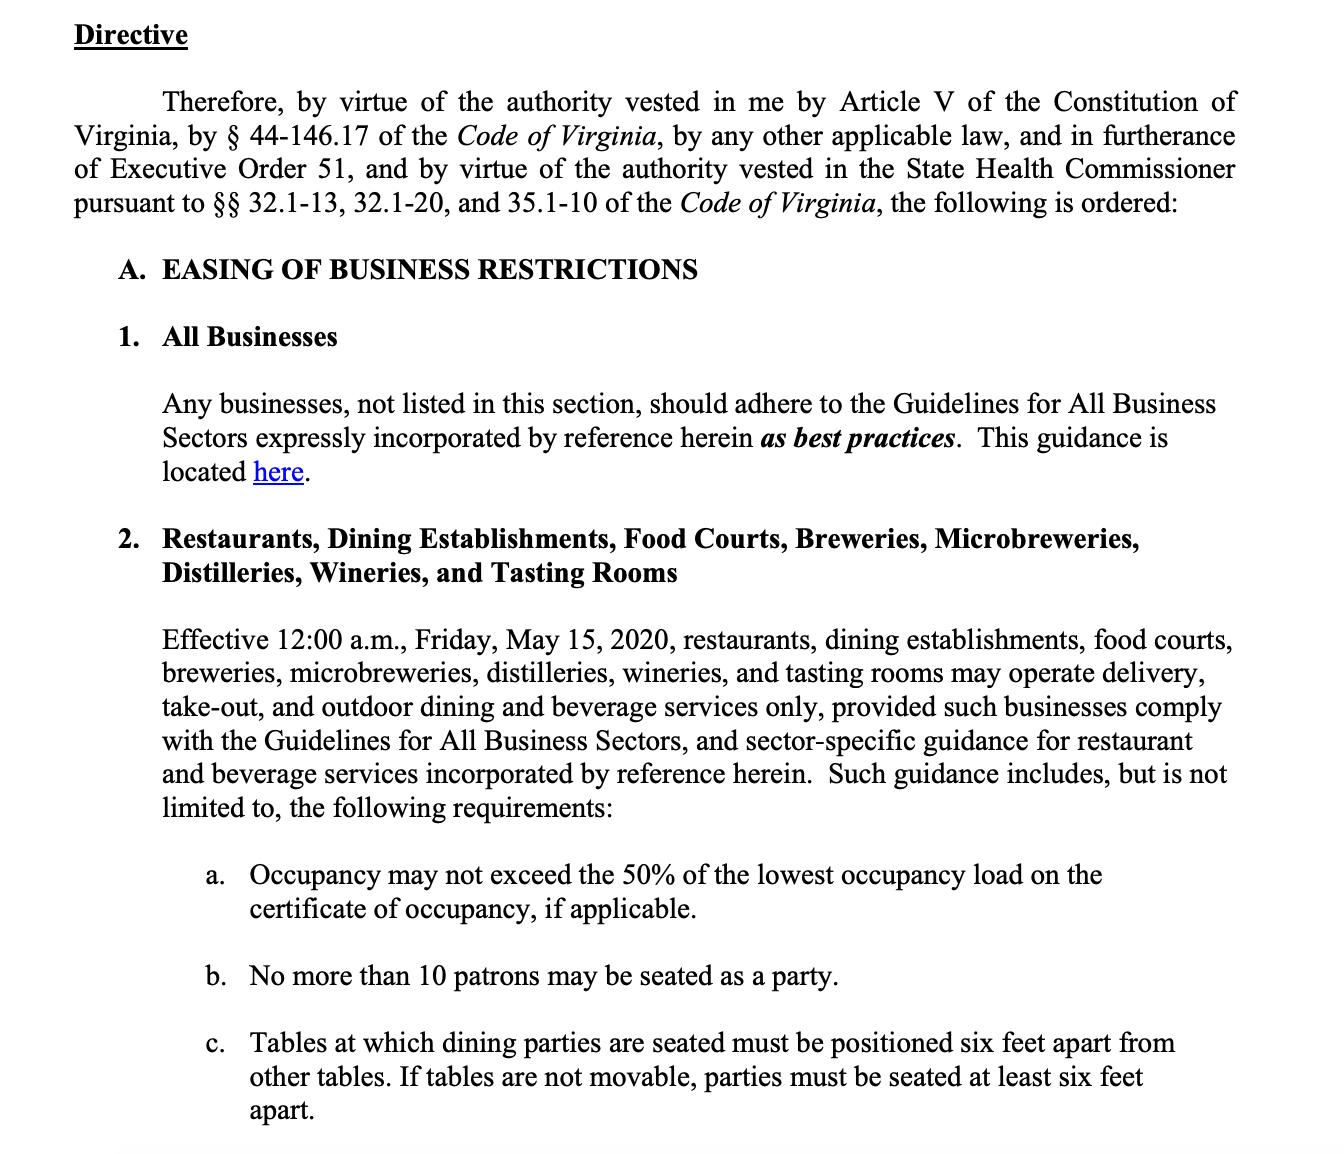 Directive
Therefore, by virtue of the authority vested in me by Article V of the Constitution of
Virginia, by § 44-146.17 of the Code of Virginia, by any other applicable law, and in furtherance
of Executive Order 51, and by virtue of the authority vested in the State Health Commissioner
pursuant to §§ 32.1-13, 32.1-20, and 35.1-10 of the Code of Virginia, the following is ordered:
A. EASING OF BUSINESS RESTRICTIONS
1. All Businesses
Any businesses, not listed in this section, should adhere to the Guidelines for All Business
Sectors expressly incorporated by reference herein as best practices. This guidance is
located here.
2. Restaurants, Dining Establishments, Food Courts, Breweries, Microbreweries,
Distilleries, Wineries, and Tasting Rooms
Effective 12:00 a.m., Friday, May 15, 2020, restaurants, dining establishments, food courts,
breweries, microbreweries, distilleries, wineries, and tasting rooms may operate delivery,
take-out, and outdoor dining and beverage services only, provided such businesses comply
with the Guidelines for All Business Sectors, and sector-specific guidance for restaurant
and beverage services incorporated by reference herein. Such guidance includes, but is not
limited to, the following requirements:
a. Occupancy may not exceed the 50% of the lowest occupancy load on the
certificate of occupancy, if applicable.
b. No more than 10 patrons may be seated as a party.
c. Tables at which dining parties are seated must be positioned six feet apart from
other tables. If tables are not movable, parties must be seated at least six feet
apart.